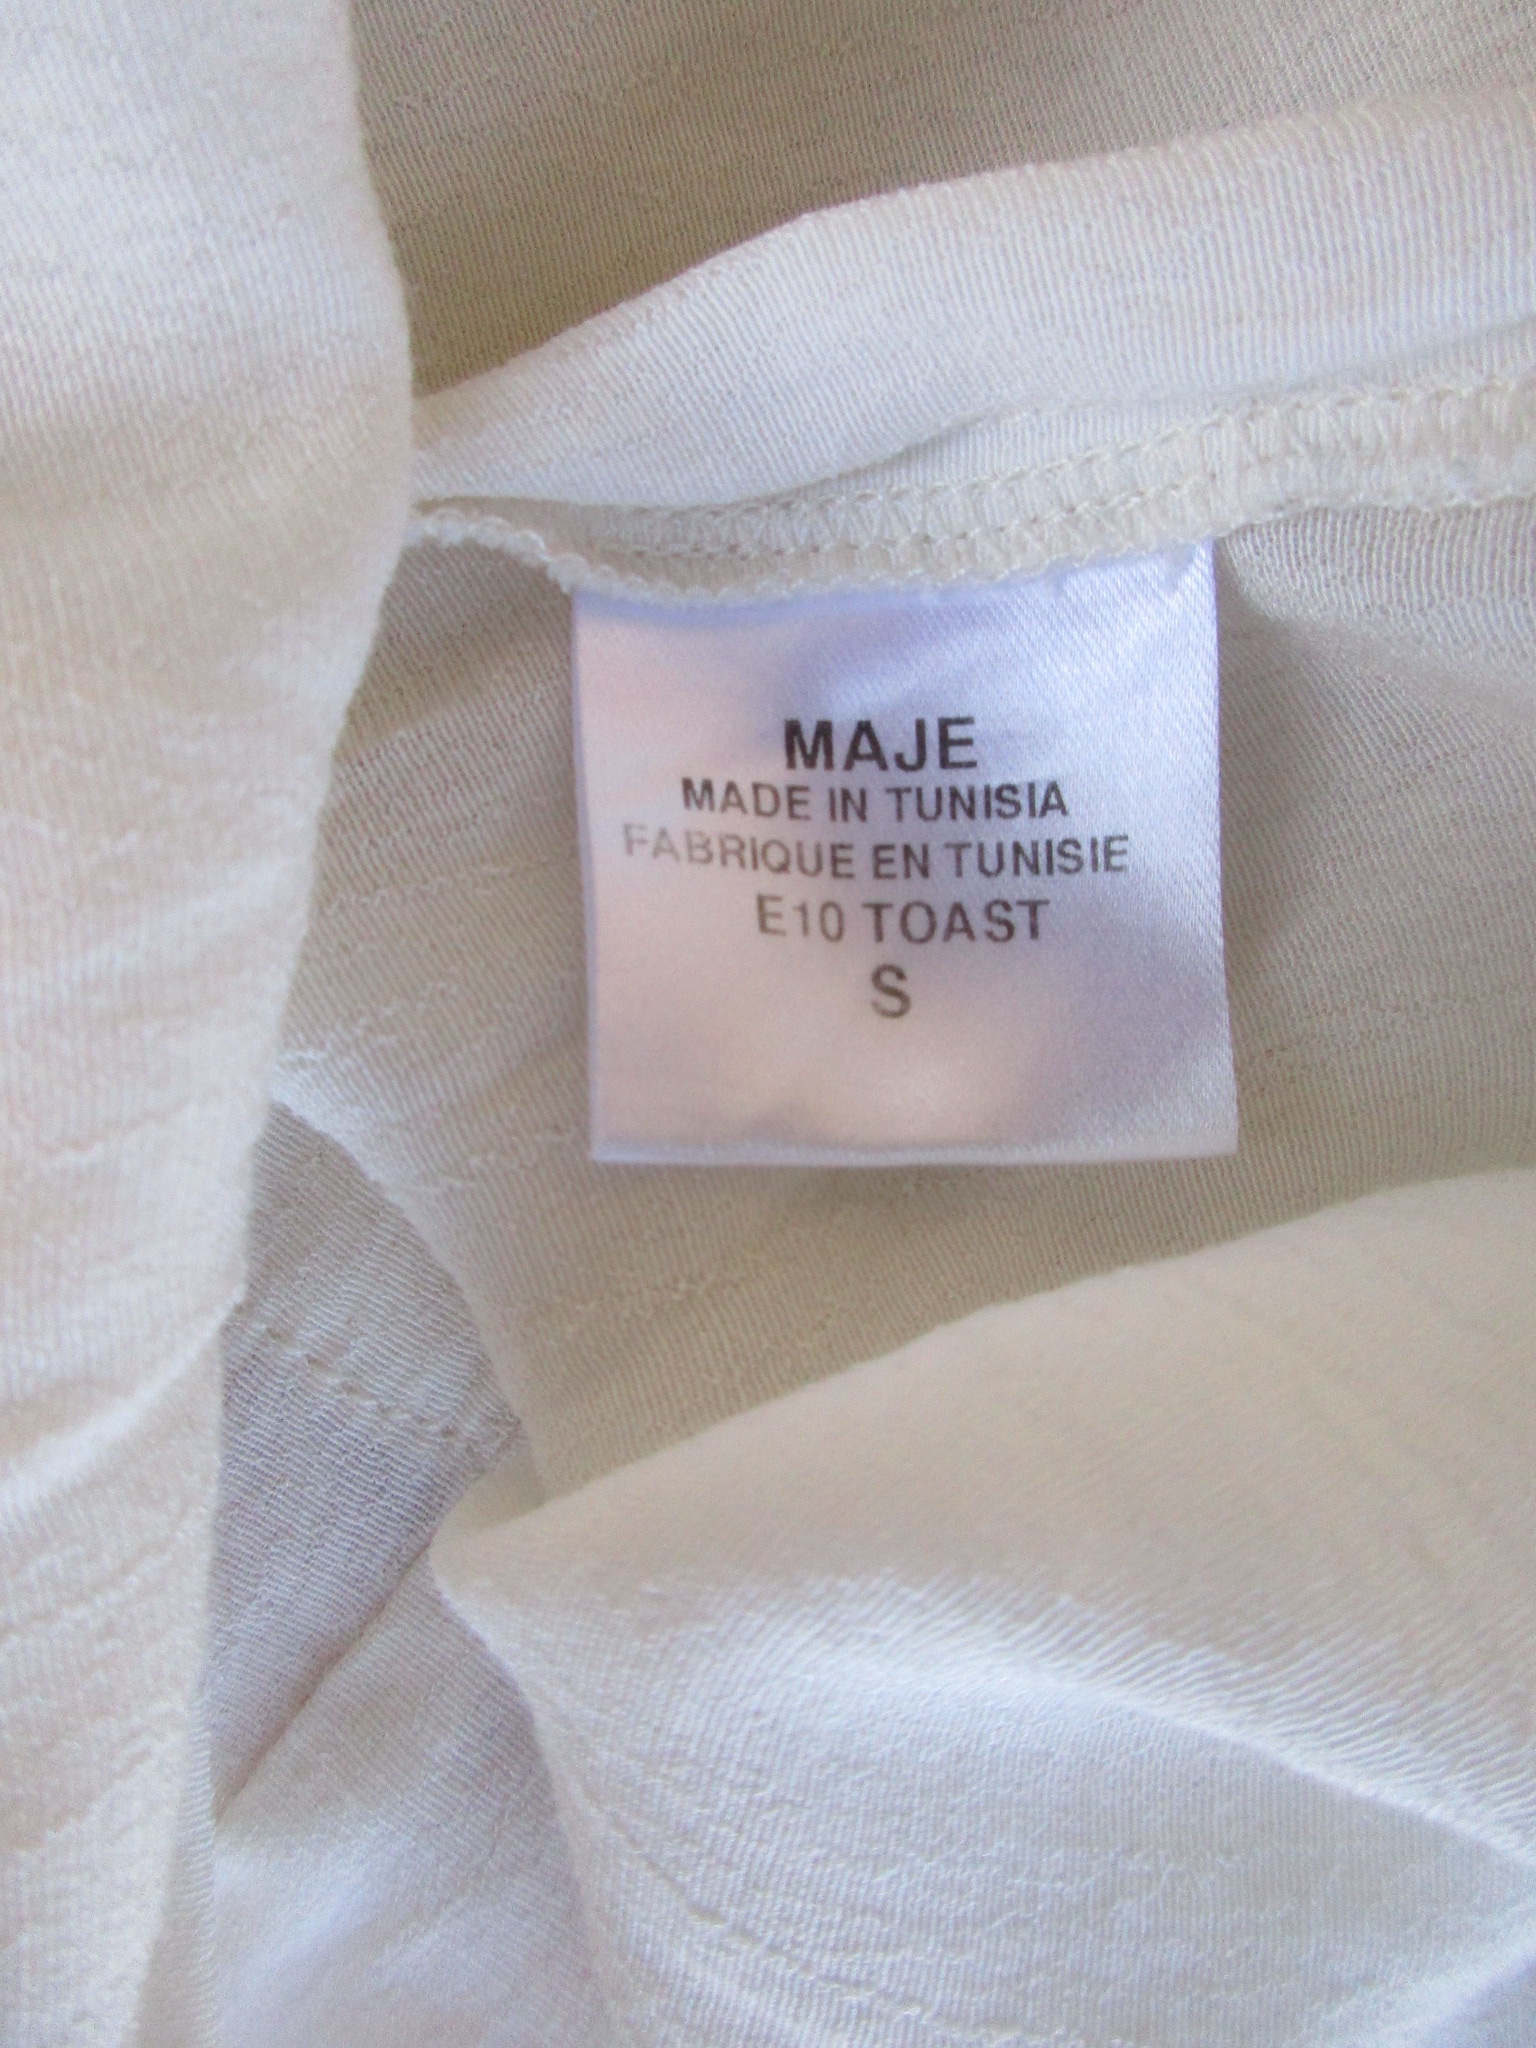 MAJE
MADE IN TUNISIA
FABRIQUE EN TUNISIE
E10 TOAST
S